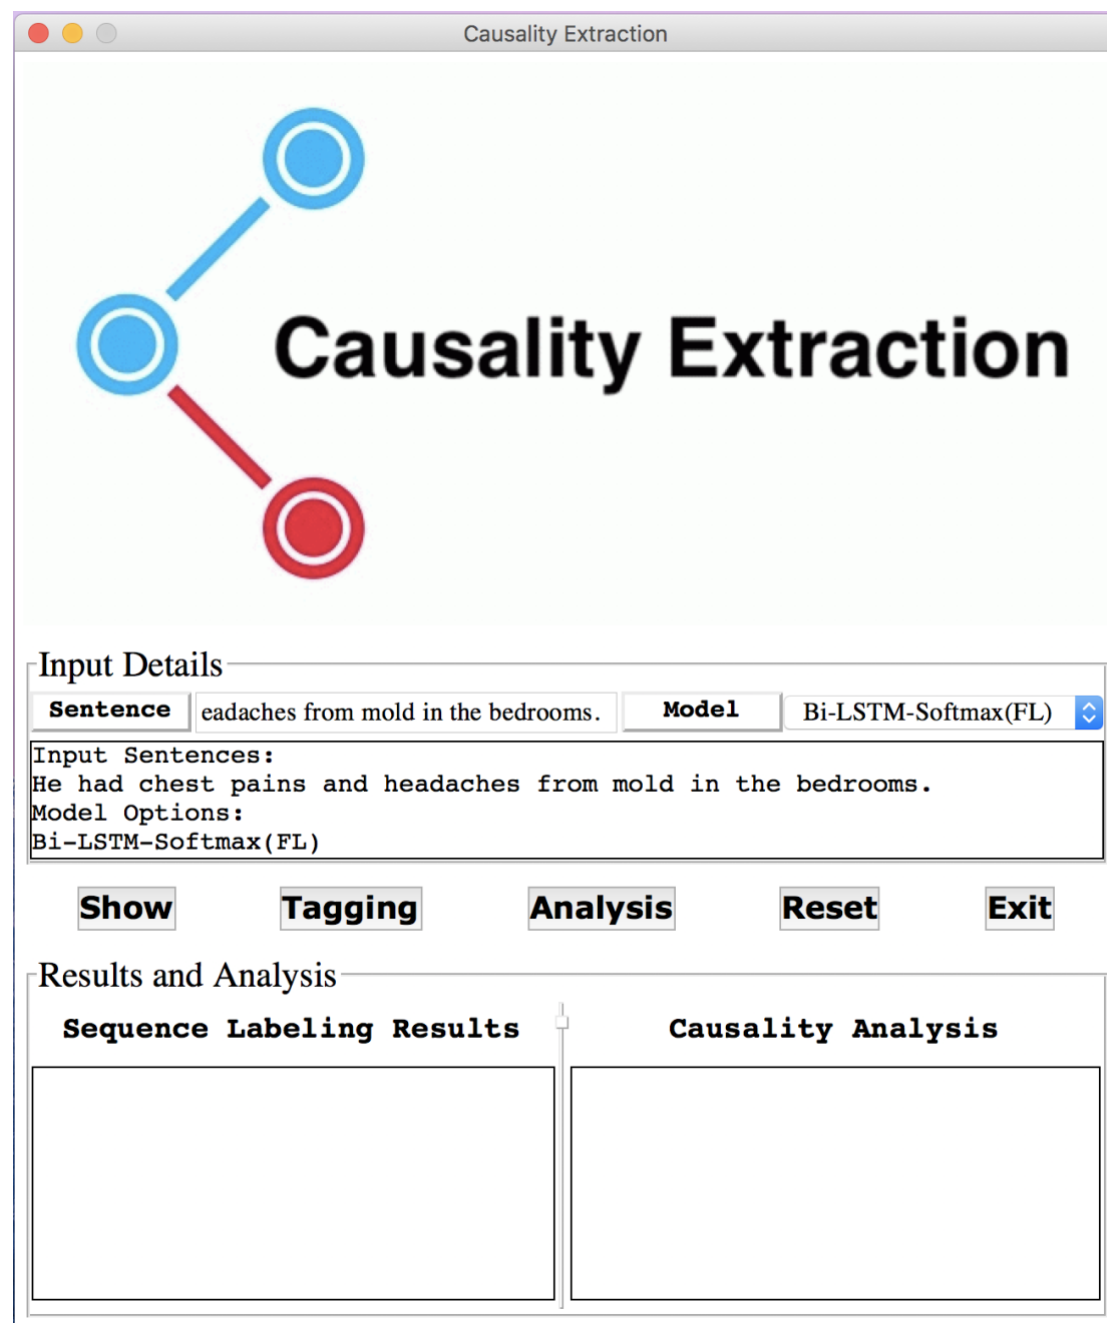 Causality Extraction
Causality Extraction
Input Details
Sentence eadaches from mold in the bedrooms. Model Bi-LSTM-Softmax(FL)
Input Sentences:
He had chest pains and headaches from mold in the bedrooms.
Model Options:
Bi-LSTM-Softmax(FL)
Show Tagging Analysis Reset Exit
Results and Analysis
Sequence Labeling Results Causality Analysis